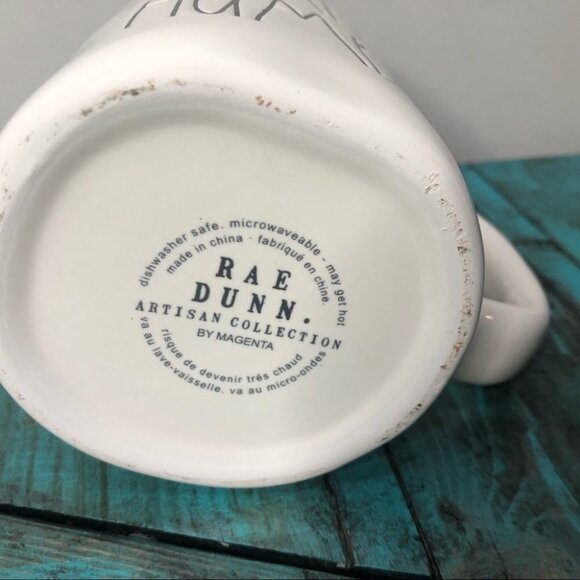 dishwasher safe. microwaveable - may get hot
made in china · fabriqué en chine.
RAE
DUNN.
ARTISAN COLLECTION
BY MAGENTA
risque de devenir très chaud
va au lave-vaisselle. va au micro-ondes